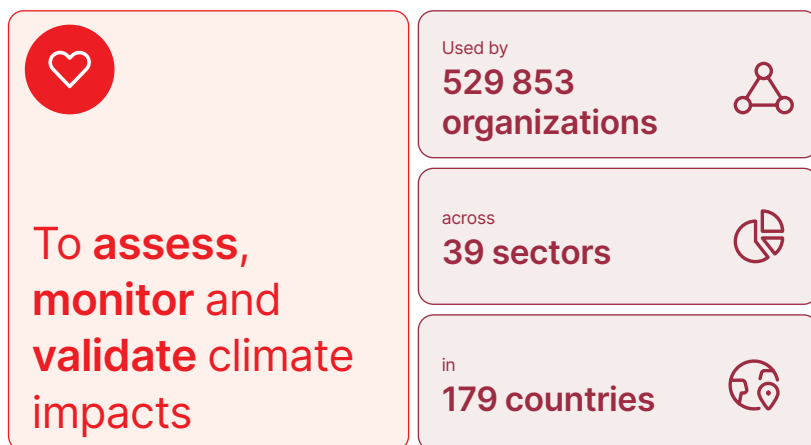 To assess,
monitor and
validate climate
impacts
Used by
529 853
organizations
across
39 sectors
in
179 countries